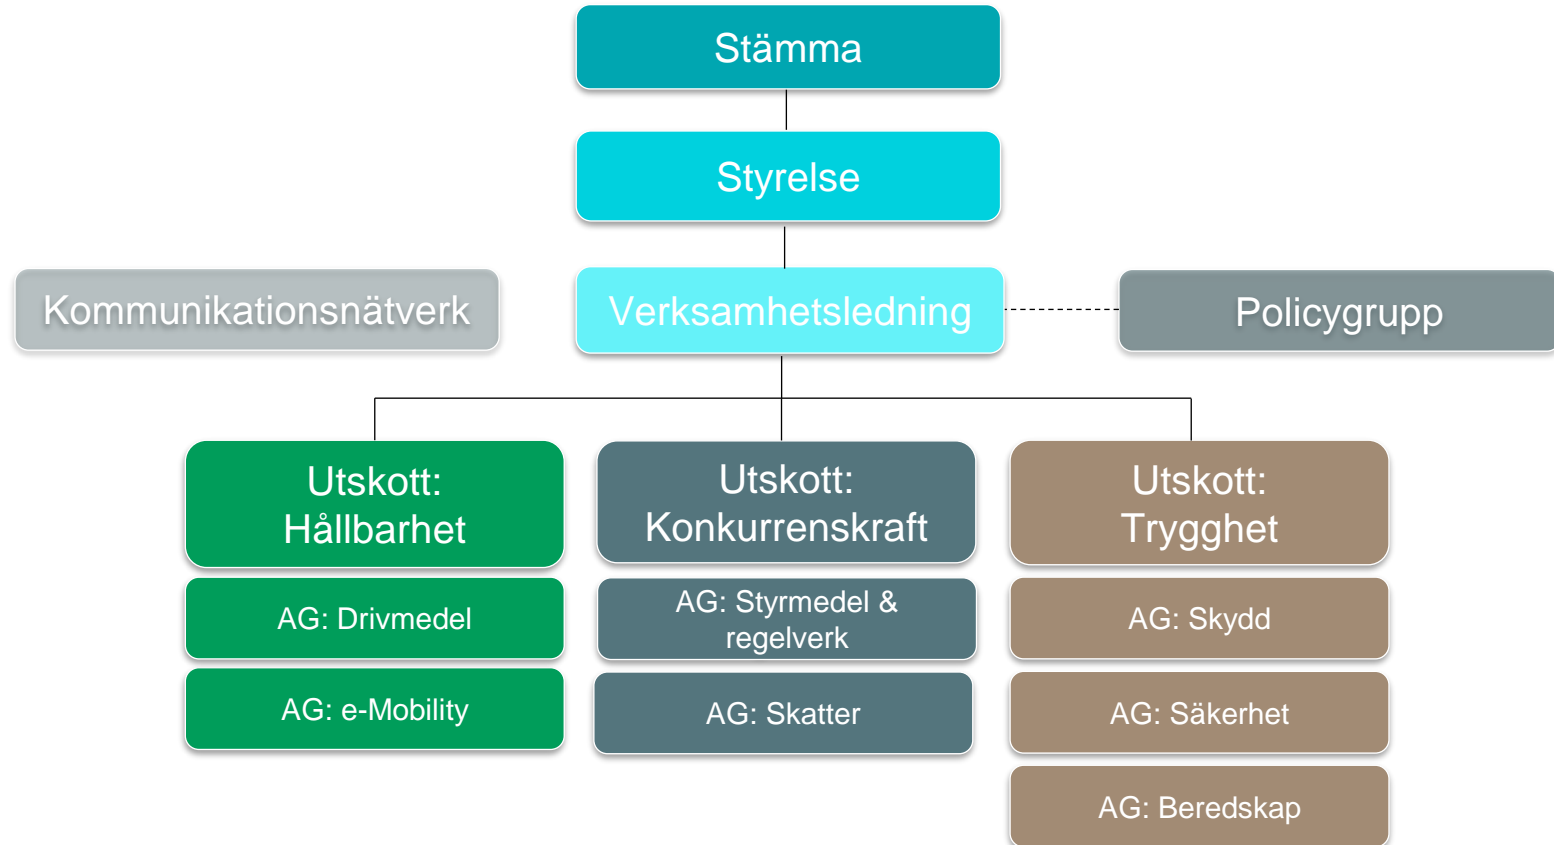 Stämma
Styrelse
Kommunikationsnätverk
Verksamhetsledning
Policygrupp
Utskott:
Hållbarhet
AG: Drivmedel
AG: e-Mobility
Utskott:
Konkurrenskraft
AG: Styrmedel &
regelverk
AG: Skatter
Utskott:
Trygghet
AG: Skydd
AG: Säkerhet
AG: Beredskap